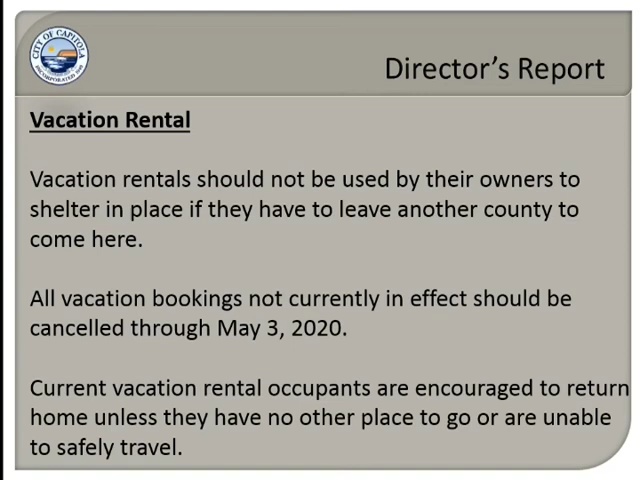 CITY OF CAPITOLA
Director's Report
Vacation Rental
Vacation rentals should not be used by their owners to
shelter in place if they have to leave another county to
come here.
All vacation bookings not currently in effect should be
cancelled through May 3, 2020.
Current vacation rental occupants are encouraged to return
home unless they have no other place to go or are unable
to safely travel.